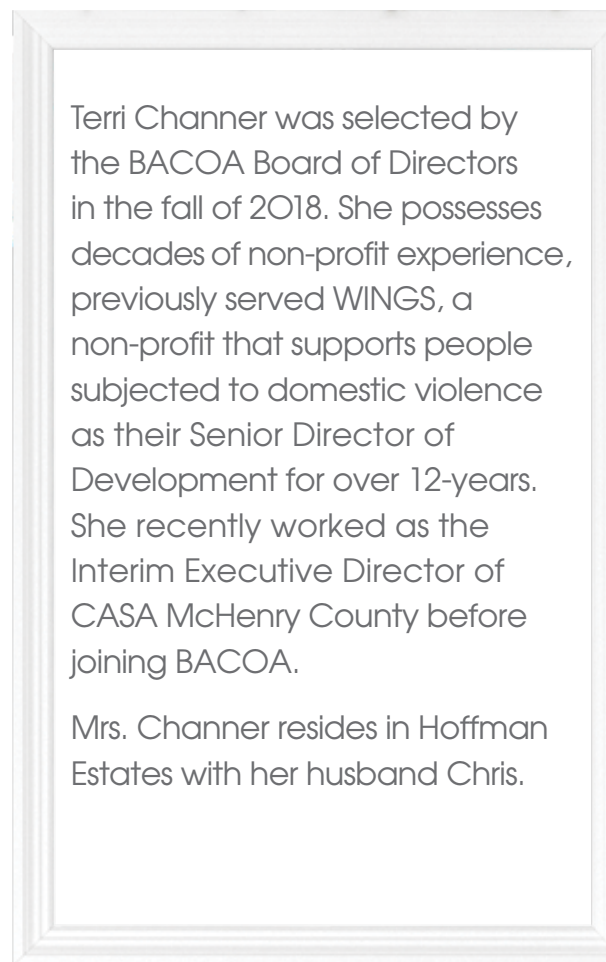 Terri Channer was selected by
the BACOA Board of Directors
in the fall of 2018. She possesses
decades of non-profit experience,
previously served WINGS, a
non-profit that supports people
subjected to domestic violence
as their Senior Director of
Development for over 12-years.
She recently worked as the
Interim Executive Director of
CASA McHenry County before
joining BACOA.
Mrs. Channer resides in Hoffman
Estates with her husband Chris.